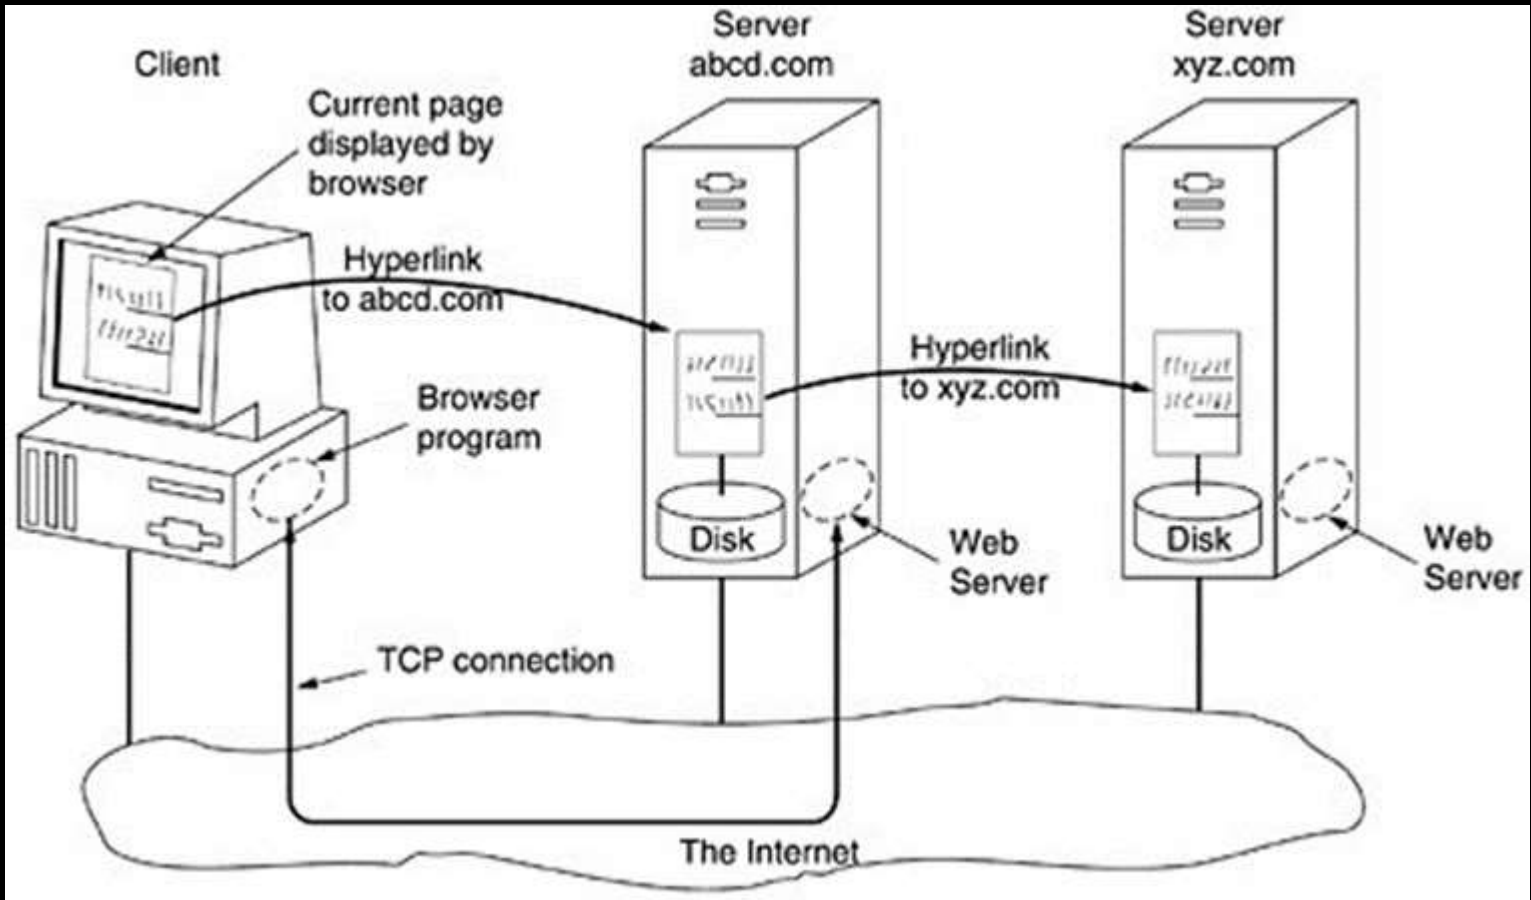 Client
Server
abcd.com
Server
xyz.com
Current page
displayed by
browser
Hyperlink
to abcd.com
Hyperlink
to xyz.com
Browser
program
Disk
Web
Server
Disk
Web
Server
TCP connection
The Internet